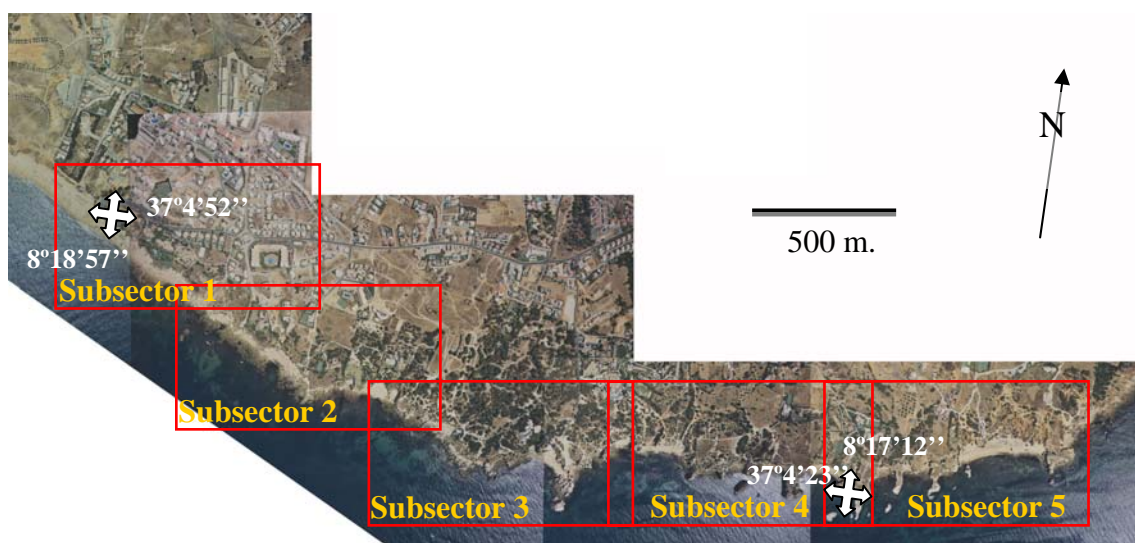 N
37º4’52’’
500 m.
8º18’57’’
Subsector 1
Subsector 2
8º17’12’’
37º4’23’’
Subsector 3
Subsector 4
Subsector 5